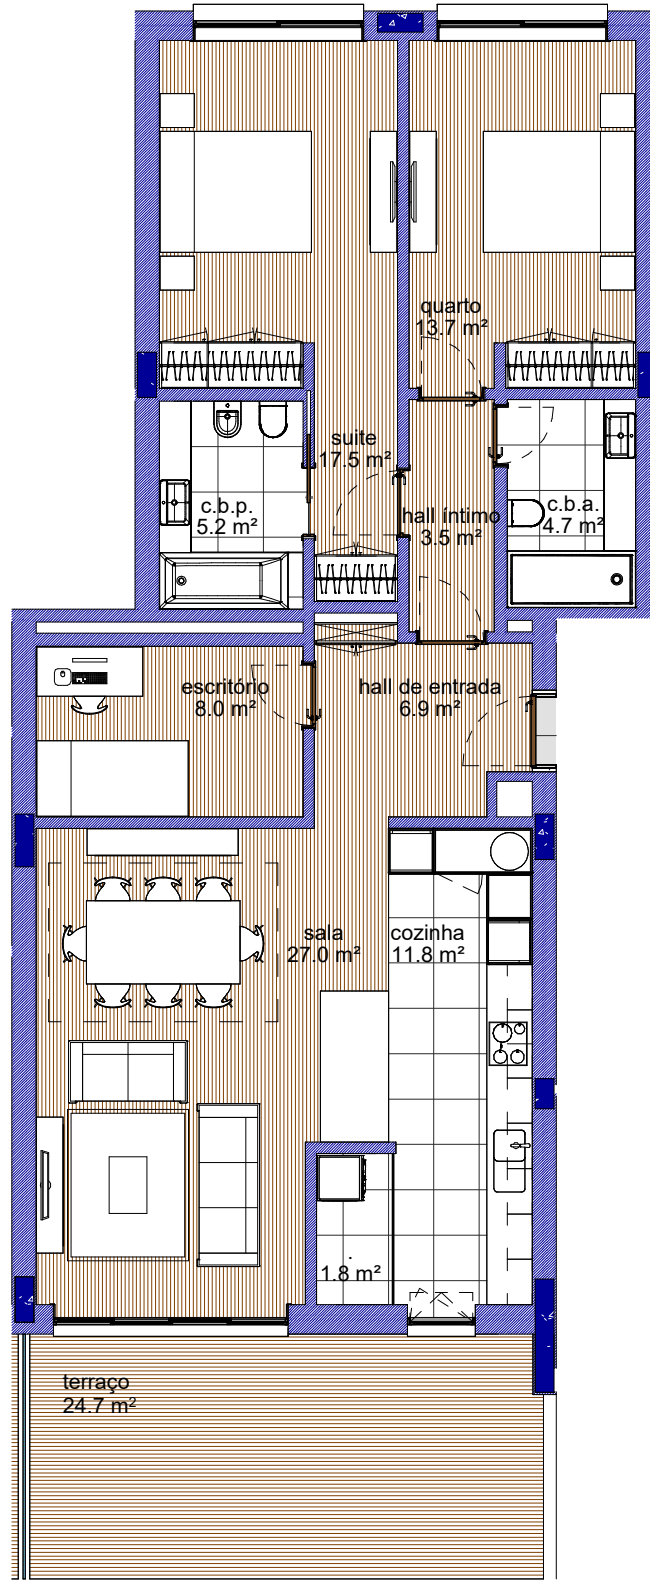 quarto
13.7 m²
suite
17.5 m²
c.b.p.
5.2 m²
hall íntimo
3.5 m²
c.b.a.
4.7 m²
escritório
8.0 m²
hall de entrada
6.9 m²
sala
27.0 m²
cozinha
11.8 m²
.
1.8 m²
terraço
24.7 m²